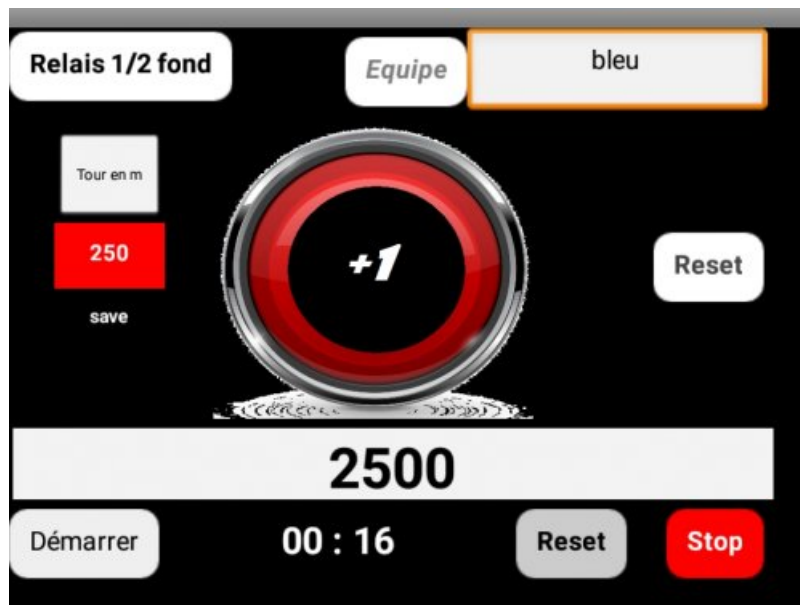 Relais 1/2 fond
Equipe
bleu
Tour en m
250
save
+1
Reset
2500
Démarrer
00 : 16
Reset
Stop